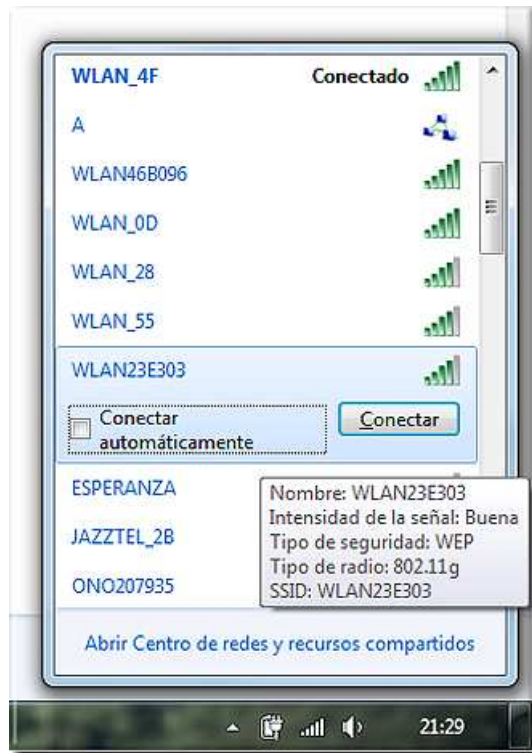 WLAN_4F Conectado
A
WLAN46B096
WLAN_0D
WLAN_28
WLAN_55
WLAN23E303
Conectar
automáticamente
Conectar
ESPERANZA
JAZZTEL_2B
ONO207935
Nombre: WLAN23E303
Intensidad de la señal: Buena
Tipo de seguridad: WEP
Tipo de radio: 802.11g
SSID: WLAN23E303
Abrir Centro de redes y recursos compartidos
21:29